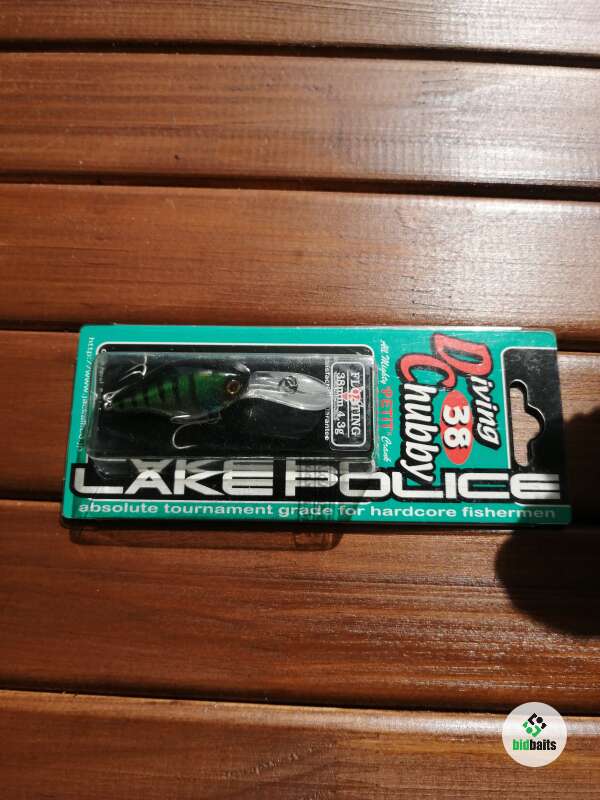 Diving
Chubby
38
All Mighty "PETIT" Crank
FLOATING
38mm 4.3g
LAKE POLICE
absolute tournament grade for hardcore fishermen
bidbaits